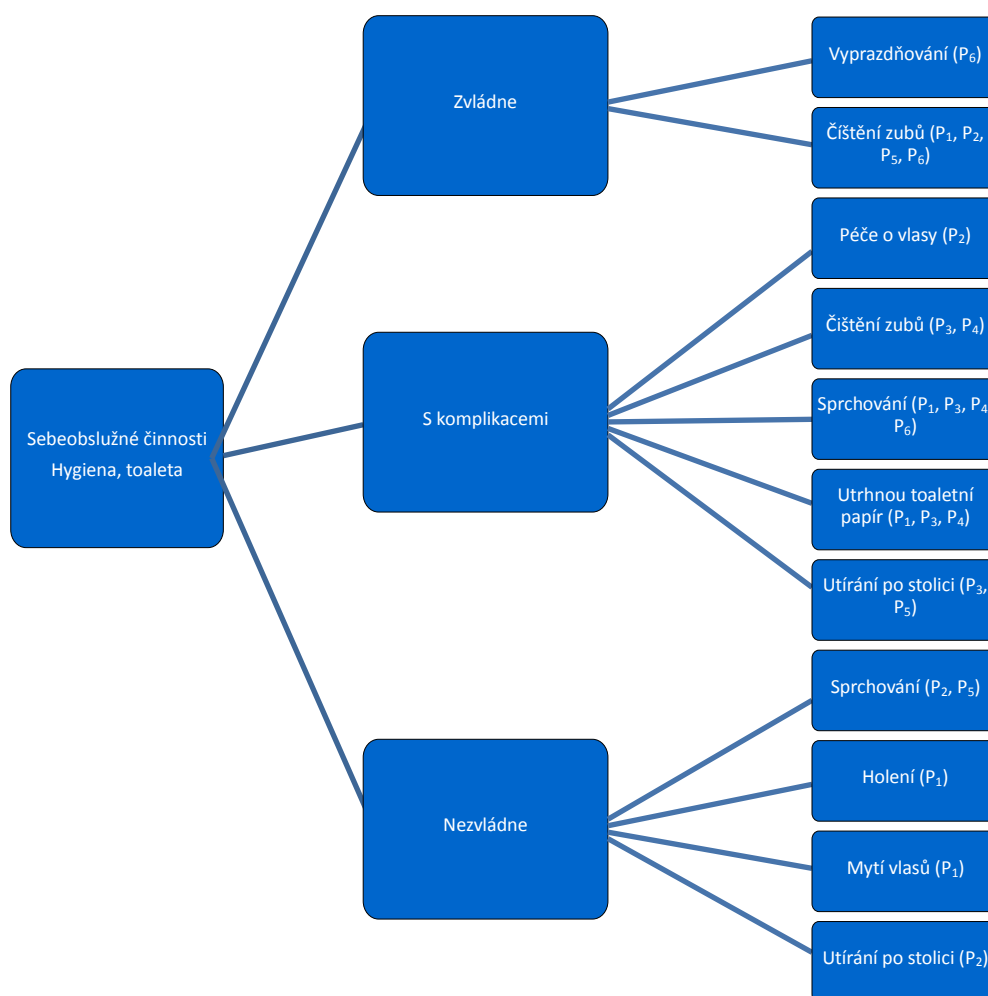 Sebeobslužné činnosti
Hygiena, toaleta
Zvládne
Vyprazdňování (P₆)
Číštění zubů (P₁, P₂,
P₅, P₆)
S komplikacemi
Péče o vlasy (P₂)
Čištění zubů (P₃, P₄)
Sprchování (P₁, P₃, P₄
P₆)
Utrhnou toaletní
papír (P₁, P₃, P₄)
Utírání po stolici (P₃,
P₅)
Nezvládne
Sprchování (P₂, P₅)
Holení (P₁)
Mytí vlasů (P₁)
Utírání po stolici (P₂)